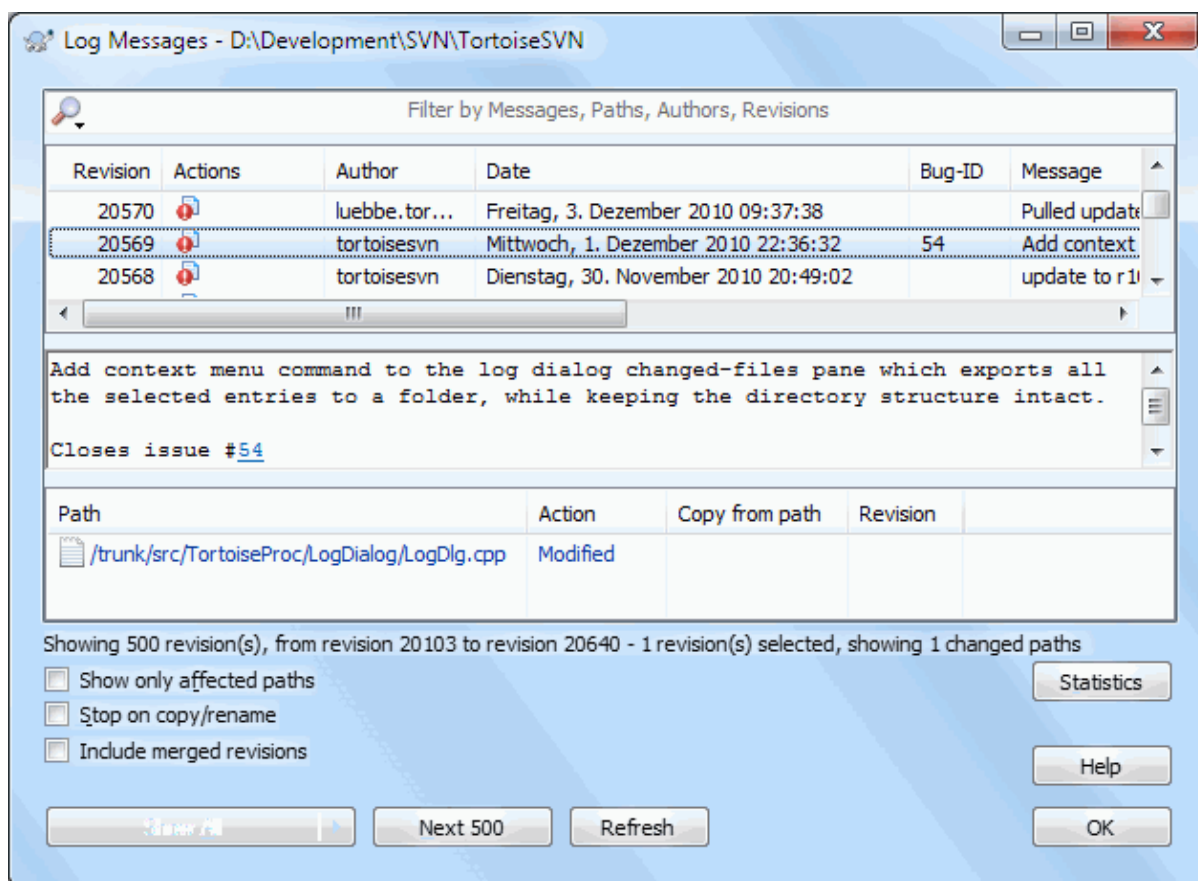 Log Messages - D:\Development\SVN\TortoiseSVN
Filter by Messages, Paths, Authors, Revisions
Revision Actions Author Date Bug-ID Message
20570 luebbe.tor... Freitag, 3. Dezember 2010 09:37:38 Pulled update
20569 tortoisesvn Mittwoch, 1. Dezember 2010 22:36:32 54 Add context
20568 tortoisesvn Dienstag, 30. November 2010 20:49:02 update to
Add context menu command to the log dialog changed-files pane which exports all
the selected entries to a folder, while keeping the directory structure intact.
Closes issue #54
Path Action Copy from path Revision
/trunk/src/TortoiseProc/LogDialog/LogDlg.cpp Modified
Showing 500 revision(s), from revision 20103 to revision 20640 - 1 revision(s) selected, showing 1 changed paths
Show only affected paths
Statistics
Stop on copy/rename
Include merged revisions
Help
Show All Next 500 Refresh OK